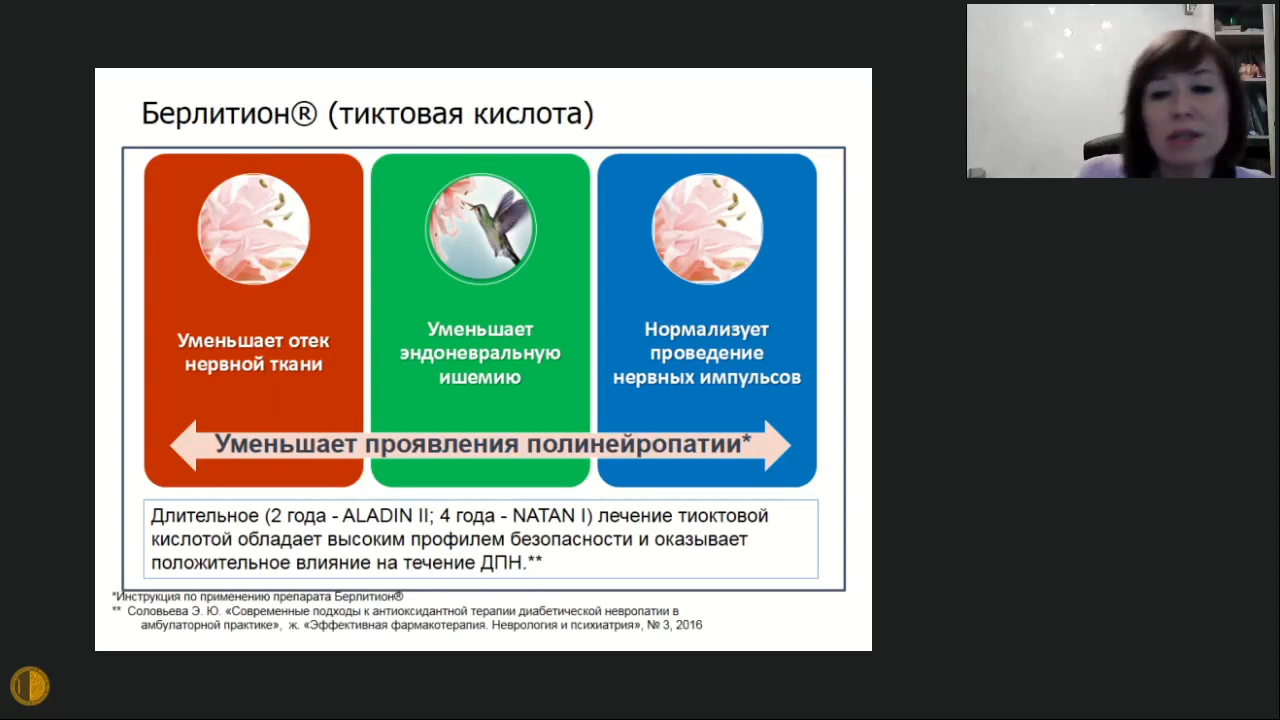 Берлитион® (тиктовая кислота)
Уменьшает отек
нервной ткани
Уменьшает
эндоневральную
ишемию
Нормализует
проведение
нервных импульсов
Уменьшает проявления полинейропатии*
Длительное (2 года - ALADIN II; 4 года - NATAN I) лечение тиоктовой
кислотой обладает высоким профилем безопасности и оказывает
положительное влияние на течение ДПН.**
*Инструкция по применению препарата Берлитион®
** Соловьева Э. Ю. «Современные подходы к антиоксидантной терапии диабетической невропатии в
амбулаторной практике», ж. «Эффективная фармакотерапия. Неврология и психиатрия», № 3, 2016